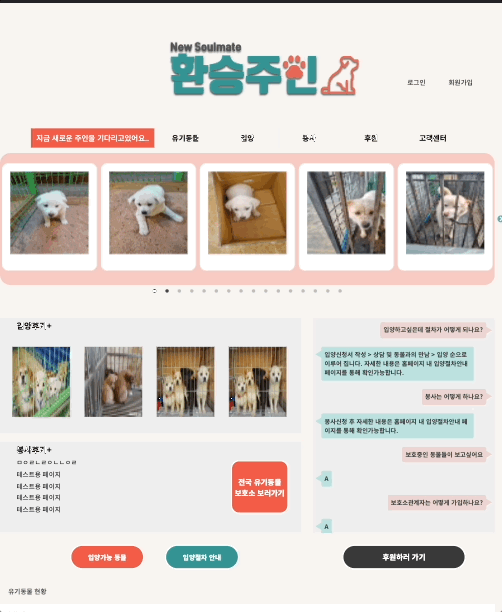 New Soulmate
환승주인
로그인 회원가입
지금 새로운 주인을 기다리고있어요..
유기동물 입양 봉사 후원 고객센터
입양후기+
입양하고싶은데 절차가 어떻게 되나요?
입양신청서 작성 > 상담 및 동물과의 만남 > 입양 순으로
이루어 집니다. 자세한 내용은 홈페이지 내 입양절차안내
페이지를 통해 확인가능합니다.
봉사는 어떻게 하나요?
봉사신청 후 자세한 내용은 홈페이지 내 입양절차안내 페
이지를 통해 확인가능합니다.
보호중인 동물들이 보고싶어요
A
보호소관계자는 어떻게 가입하나요?
A
봉사후기+
테스트용 페이지
테스트용 페이지
테스트용 페이지
테스트용 페이지
전국 유기동물
보호소 보러가기
입양가능 동물
입양절차 안내
후원하러 가기
유기동물 현황